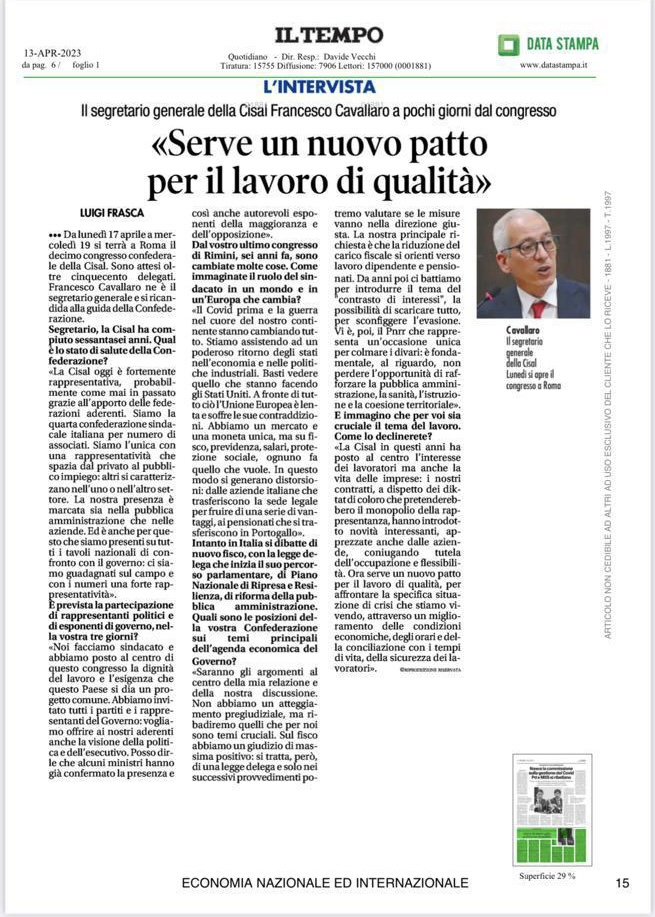 IL TEMPO
13-APR-2023
da pag. 6 / foglio 1
Quotidiano - Dir. Resp.: Davide Vecchi
Tiratura: 15755 Diffusione: 7906 Lettori: 157000 (0001881)
DATA STAMPA
www.datastampa.it
L'INTERVISTA
Il segretario generale della Cisal Francesco Cavallaro a pochi giorni dal congresso
«Serve un nuovo patto
per il lavoro di qualità»
LUIGI FRASCA
••• Da lunedì 17 aprile a mer-
coledì 19 si terrà a Roma il
decimo congresso confedera-
le della Cisal. Sono attesi ol-
tre cinquecento delegati.
Francesco Cavallaro ne è il
segretario generale e si rican-
dida alla guida della Confede-
razione.
Segretario, la Cisal ha com-
piuto sessantasei anni. Qual
è lo stato di salute della Con-
federazione?
«La Cisal oggi è fortemente
rappresentativa, probabil-
mente come mai in passato
grazie all'apporto delle fede-
razioni aderenti. Siamo la
quarta confederazione sinda-
cale italiana per numero di
associati. Siamo l'unica con
una rappresentatività che
spazia dal privato al pubbli-
co impiego: altri si caratteriz-
zano nell'uno o nell'altro set-
tore. La nostra presenza è
marcata sia nella pubblica
amministrazione che nelle
aziende. Ed è anche per que-
sto che siamo presenti su tut-
ti i tavoli nazionali di con-
fronto con il governo: ci sia-
mo guadagnati sul campo e
con i numeri una forte rap-
presentatività».
È prevista la partecipazione
di rappresentanti politici e
di esponenti di governo, nel-
la vostra tre giorni?
«Noi facciamo sindacato e
abbiamo posto al centro di
questo congresso la dignità
del lavoro e l'esigenza che
questo Paese si dia un pro-
getto comune. Abbiamo invi-
tato tutti i partiti e i rappre-
sentanti del Governo: voglia-
mo offrire ai nostri aderenti
anche la visione della politi-
ca e dell'esecutivo. Posso dir-
le che alcuni ministri hanno
già confermato la presenza e
così anche autorevoli espo-
nenti della maggioranza e
dell'opposizione».
Dal vostro ultimo congresso
di Rimini, sei anni fa, sono
cambiate molte cose. Come
immaginate il ruolo del sin-
dacato in un mondo e in
un'Europa che cambia?
«Il Covid prima e la guerra
nel cuore del nostro conti-
nente stanno cambiando tut-
to. Stiamo assistendo ad un
poderoso ritorno degli stati
nell'economia e nelle politi-
che industriali. Basti vedere
quello che stanno facendo
gli Stati Uniti. A fronte di tut-
to ciò l'Unione Europea è len-
ta e soffre le sue contraddizio-
ni. Abbiamo un mercato e
una moneta unica, ma su fi-
sco, previdenza, salari, prote-
zione sociale, ognuno fa
quello che vuole. In questo
modo si generano distorsio-
ni: dalle aziende italiane che
trasferiscono la sede legale
per fruire di una serie di van-
taggi, ai pensionati che si tra-
sferiscono in Portogallo».
Intanto in Italia si dibatte di
nuovo fisco, con la legge de-
lega che inizia il suo percor-
so parlamentare, di Piano
Nazionale di Ripresa e Resi-
lienza, di riforma della pub-
blica amministrazione.
Quali sono le posizioni del-
la vostra Confederazione
sui temi principali
dell'agenda economica del
Governo?
«Saranno gli argomenti al
centro della mia relazione e
della nostra discussione.
Non abbiamo un atteggia-
mento pregiudiziale, ma ri-
badiremo quelli che per noi
sono temi cruciali. Sul fisco
abbiamo un giudizio di mas-
sima positivo: si tratta, però,
di una legge delega e solo nei
successivi provvedimenti po-
tremo valutare se le misure
vanno nella direzione giu-
sta. La nostra principale ri-
chiesta è che la riduzione del
carico fiscale si orienti verso
lavoro dipendente e pensio-
nati. Da anni poi ci battiamo
per introdurre il tema del
"contrasto di interessi", la
possibilità di scaricare tutto,
per sconfiggere l'evasione.
Vi è, poi, il Pnrr che rappre-
senta un'occasione unica
per colmare i divari: è fonda-
mentale, al riguardo, non
perdere l'opportunità di raf-
forzare la pubblica ammini-
strazione, la sanità, l'istruzio-
ne e la coesione territoriale».
E immagino che per voi sia
cruciale il tema del lavoro.
Come lo declinerete?
«La Cisal in questi anni ha
posto al centro l'interesse
dei lavoratori ma anche la
vita delle imprese: i nostri
contratti, a dispetto dei dik-
tat di coloro che pretendereb-
bero il monopolio della rap-
presentanza, hanno introdot-
to novità interessanti, ap-
prezzate anche dalle azien-
de, coniugando tutela
dell'occupazione e flessibili-
tà. Ora serve un nuovo patto
per il lavoro di qualità, per
affrontare la specifica situa-
zione di crisi che stiamo vi-
vendo, attraverso un miglio-
ramento delle condizioni
economiche, degli orari e del-
la conciliazione con i tempi
di vita, della sicurezza dei la-
voratori».
©RIPRODUZIONE RISERVATA
Cavallaro
Il segretario
generale
della Cisal
Lunedì si apre il
congresso a Roma
ARTICOLO NON CEDIBILE AD ALTRI AD USO ESCLUSIVO DEL CLIENTE CHE LO RICEVE - 1881 - L.1997 - T.1997
Superficie 29 %
ECONOMIA NAZIONALE ED INTERNAZIONALE
15